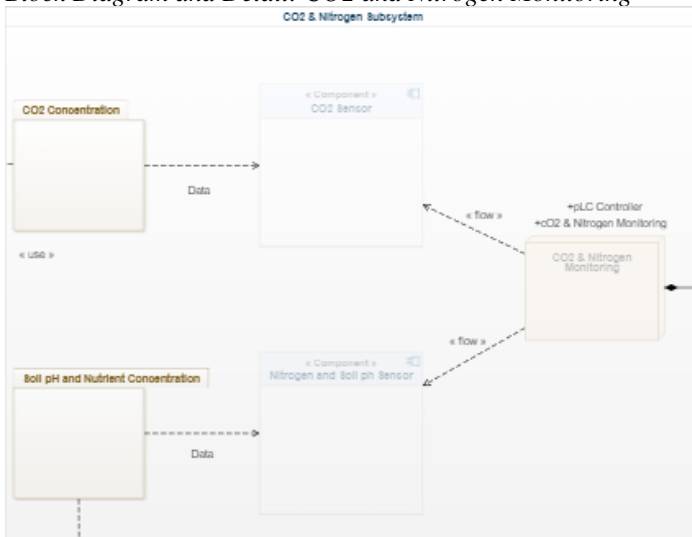 Block Diagram and Detail: CO2 and Nitrogen Monitoring
CO2 & Nitrogen Subsystem
« Component »
CO2 Sensor
CO2 Concentration
Data
« flow »
+pLC Controller
+cO2 & Nitrogen Monitoring
« use »
CO2 & Nitrogen
Monitoring
« flow »
« Component »
Nitrogen and Soil ph Sensor
Soil pH and Nutrient Concentration
Data